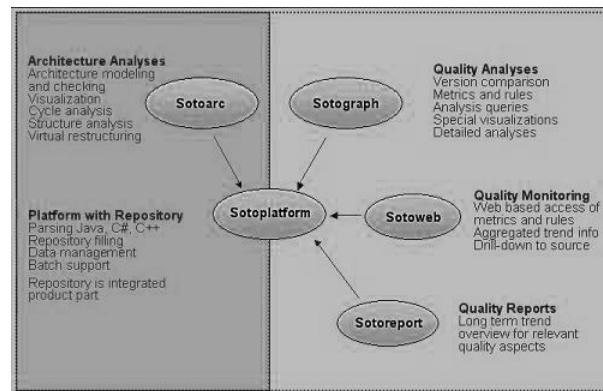 Architecture Analyses
Architecture modeling
and checking
Visualization
Cycle analysis
Structure analysis
Virtual restructuring
Sotoarc
Sotograph
Quality Analyses
Version comparison
Metrics and rules
Analysis queries
Special visualizations
Detailed analyses
Platform with Repository
Parsing Java, C#, C++
Repository filling
Data management
Batch support
Repository is integrated
product part
Sotoplatform
Sotoweb
Quality Monitoring
Web based access of
metrics and rules
Aggregated trend info
Drill-down to source
Sotoreport
Quality Reports
Long term trend
overview for relevant
quality aspects